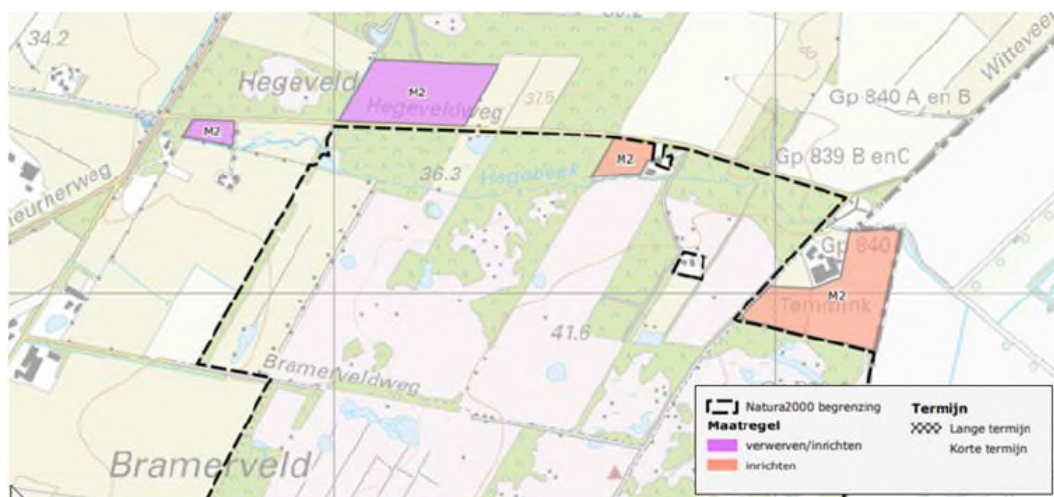 34.2
Hegeveld
M2
Hegeveldweg
37.5
M2
M2
Witteveen
Gp 840 A en B
Gp 839 B enC
36.3
Hagebeek
Gp 840
M2
Temmink
41.6
Bramerveldweg
Bramerveld
Natura2000 begrenzing
Maatregel
verwerven/inrichten
inrichten
Termijn
Lange termijn
Korte termijn